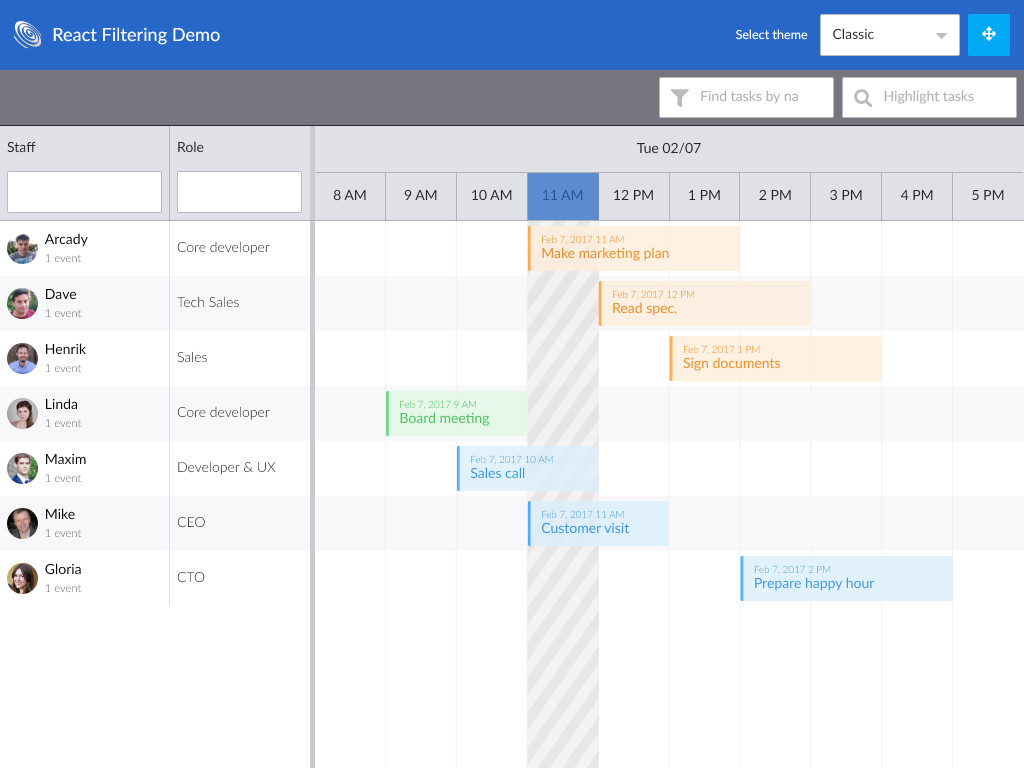 React Filtering Demo
Select theme
Classic
Find tasks by na
Highlight tasks
Staff
Role
Tue 02/07
8 AM
9 AM
10 AM
11 AM
12 PM
1 PM
2 PM
3 PM
4 PM
5 PM
Arcady
1 event
Core developer
Feb 7, 2017 11 AM
Make marketing plan
Dave
1 event
Tech Sales
Feb 7, 2017 12 PM
Read spec.
Henrik
1 event
Sales
Feb 7, 2017 1 PM
Sign documents
Linda
1 event
Core developer
Feb 7, 2017 9 AM
Board meeting
Maxim
1 event
Developer & UX
Feb 7, 2017 10 AM
Sales call
Mike
1 event
CEO
Feb 7, 2017 11 AM
Customer visit
Gloria
1 event
CTO
Feb 7, 2017 2 PM
Prepare happy hour